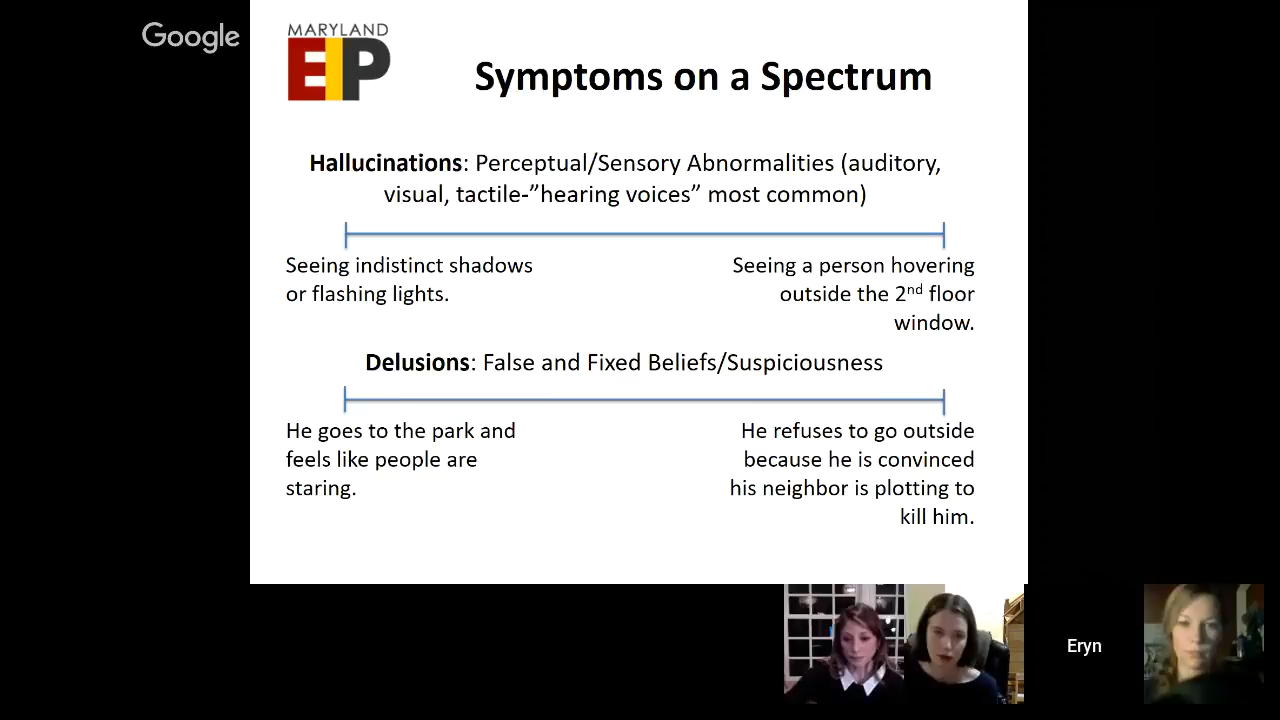 Google
MARYLAND
EIP
Symptoms on a Spectrum
Hallucinations: Perceptual/Sensory Abnormalities (auditory,
visual, tactile-”hearing voices” most common)
Seeing indistinct shadows
or flashing lights.
Seeing a person hovering
outside the 2nd floor
window.
Delusions: False and Fixed Beliefs/Suspiciousness
He goes to the park and
feels like people are
staring.
He refuses to go outside
because he is convinced
his neighbor is plotting to
kill him.
Eryn